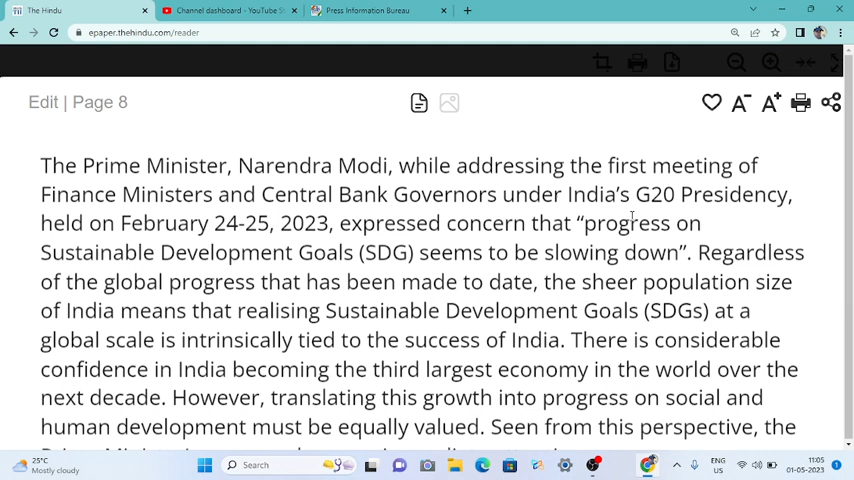 The Hindu
Channel dashboard - YouTube St
Press Information Bureau
epaper.thehindu.com/reader
Edit | Page 8
A-
A+
The Prime Minister, Narendra Modi, while addressing the first meeting of
Finance Ministers and Central Bank Governors under India's G20 Presidency,
held on February 24-25, 2023, expressed concern that “progress on
Sustainable Development Goals (SDG) seems to be slowing down”. Regardless
of the global progress that has been made to date, the sheer population size
of India means that realising Sustainable Development Goals (SDGs) at a
global scale is intrinsically tied to the success of India. There is considerable
confidence in India becoming the third largest economy in the world over the
next decade. However, translating this growth into progress on social and
human development must be equally valued. Seen from this perspective, the
25°C
Mostly cloudy
Search
ENG
US
11:05
01-05-2023